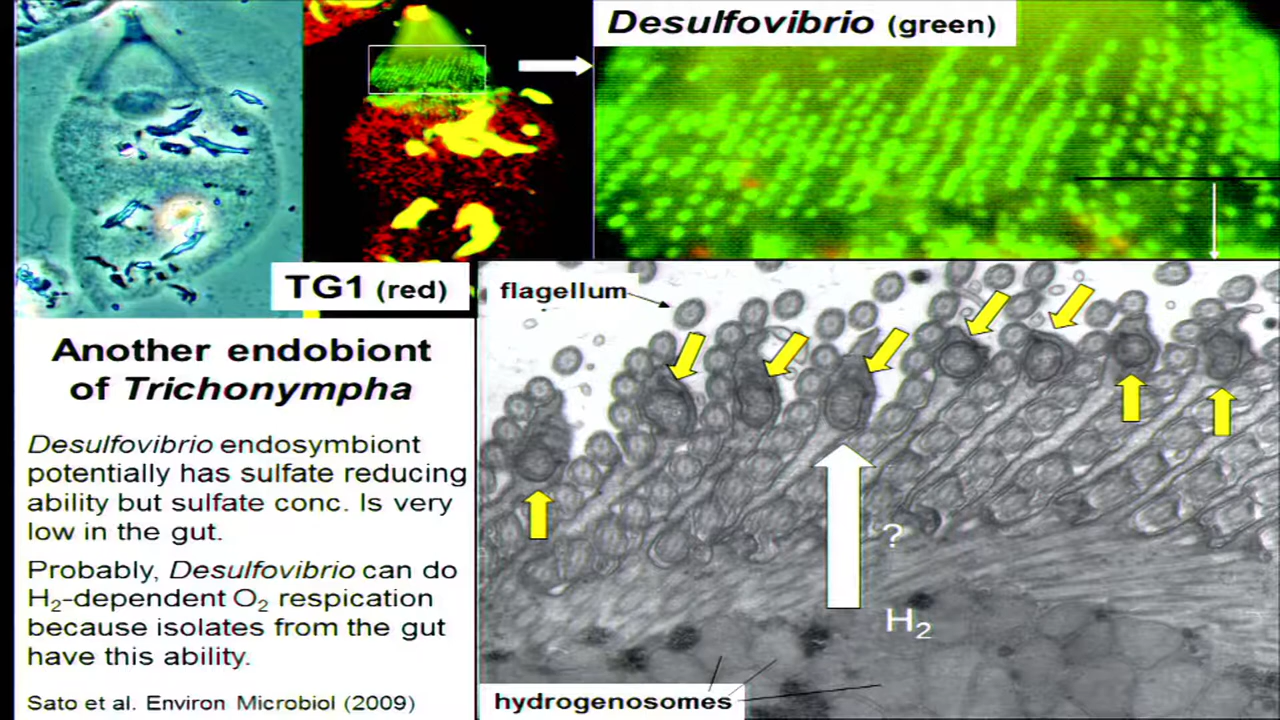 Desulfovibrio (green)
TG1 (red)
flagellum
Another endobiont
of Trichonympha
Desulfovibrio endosymbiont
potentially has sulfate reducing
ability but sulfate conc. Is very
low in the gut.
Probably, Desulfovibrio can do
H₂-dependent O₂ respication
because isolates from the gut
have this ability.
Sato et al. Environ Microbiol (2009)
?
H₂
hydrogenosomes